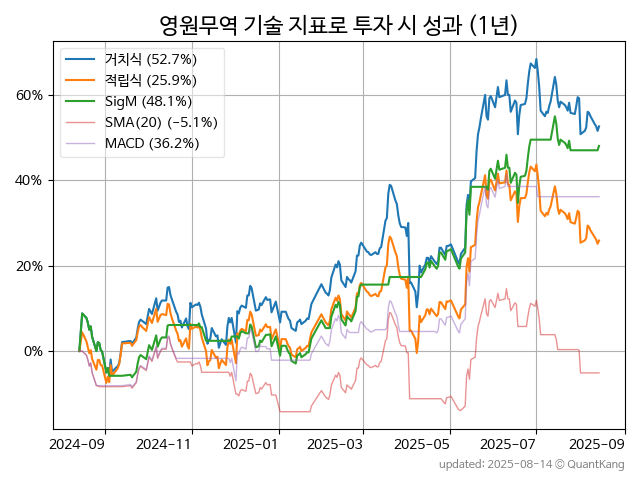 영원무역 기술 지표로 투자 시 성과 (1년)
거치식 (52.7%)
적립식 (25.9%)
SigM (48.1%)
SMA(20) (−5.1%)
MACD (36.2%)
60%
40%
20%
0%
2024-09 2024-11 2025-01 2025-03 2025-05 2025-07 2025-09
updated: 2025-08-14 © QuantKang